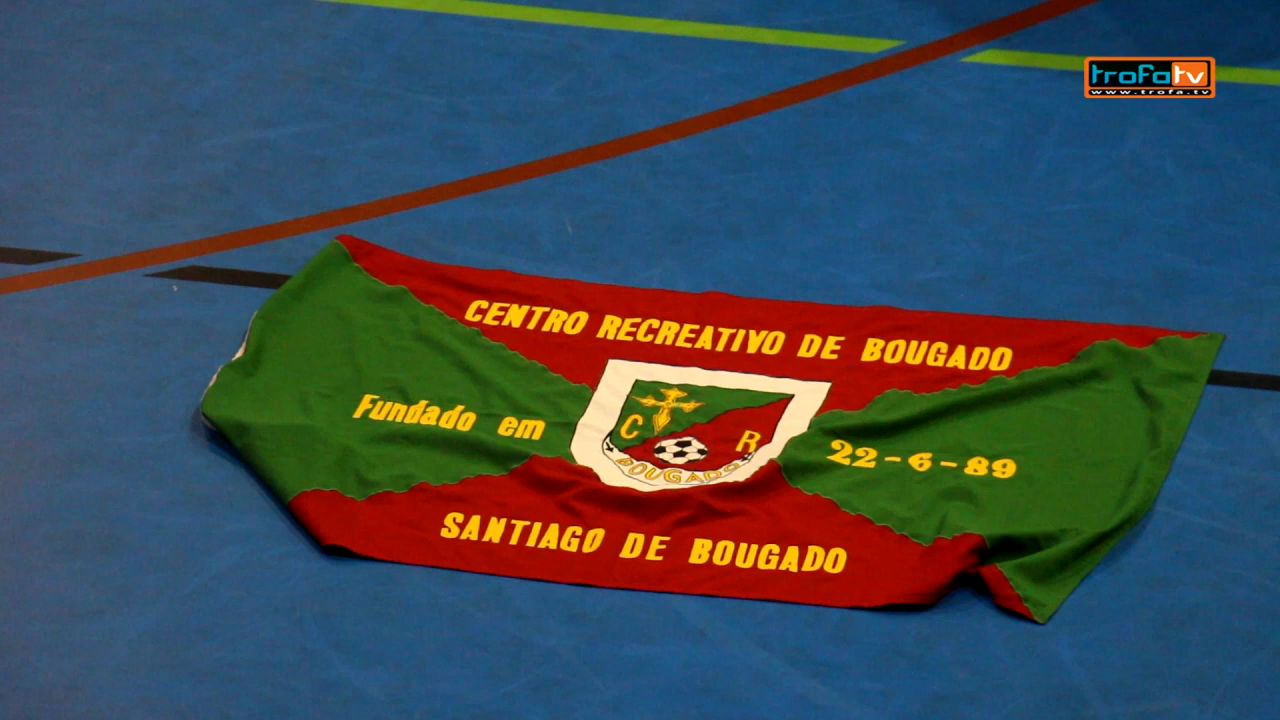 trofatv
www.trofa.tv
CENTRO RECREATIVO DE BOUGADO
Fundado em 22-6-89
C R
BOUGADO
SANTIAGO DE BOUGADO